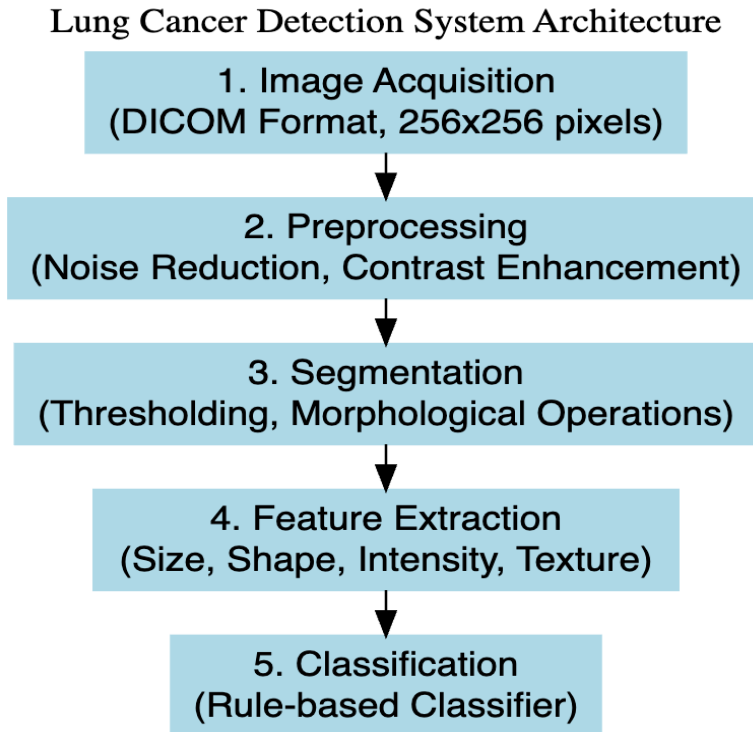 Lung Cancer Detection System Architecture
1. Image Acquisition
(DICOM Format, 256x256 pixels)
2. Preprocessing
(Noise Reduction, Contrast Enhancement)
3. Segmentation
(Thresholding, Morphological Operations)
4. Feature Extraction
(Size, Shape, Intensity, Texture)
5. Classification
(Rule-based Classifier)